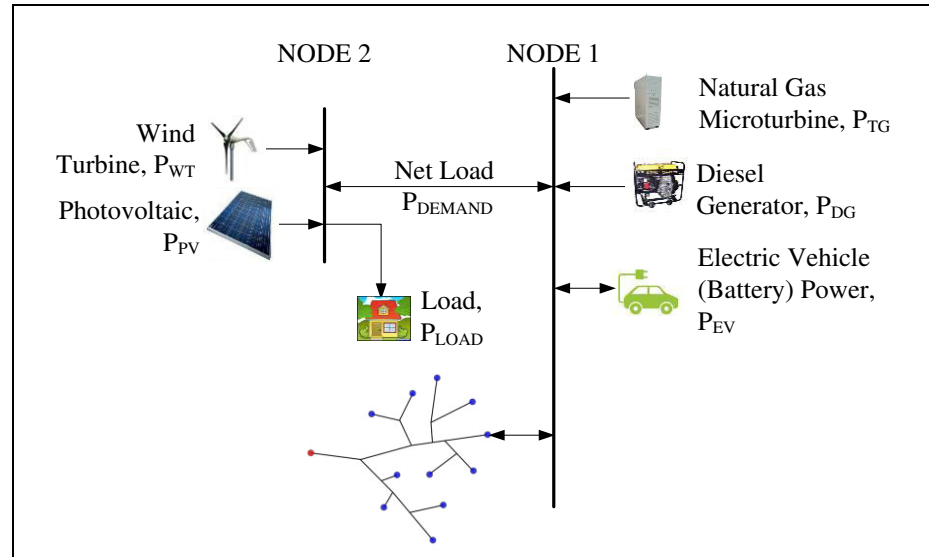 NODE 2
NODE 1
Wind
Turbine, P_WT
Photovoltaic,
P_PV
Net Load
P_DEMAND
Load,
P_LOAD
Natural Gas
Microturbine, P_TG
Diesel
Generator, P_DG
Electric Vehicle
(Battery) Power,
P_EV